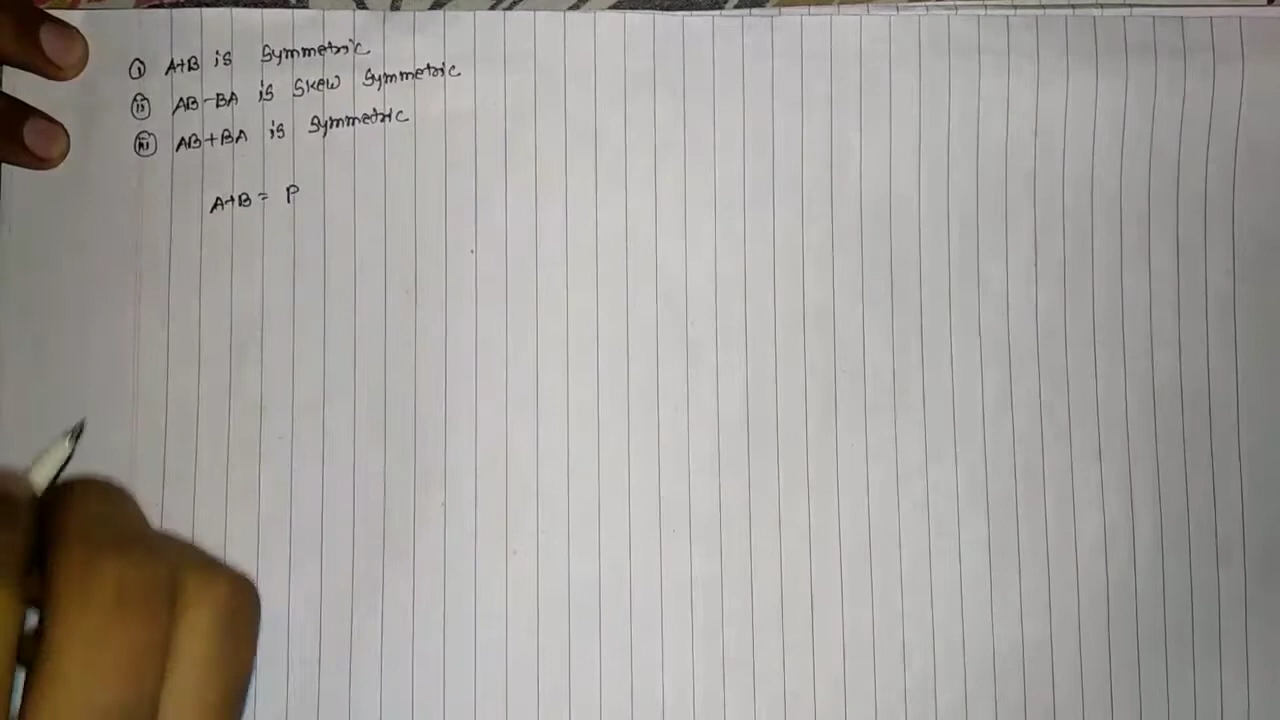 (i) A+B is Symmetric
(ii) AB-BA is Skew Symmetric
(iii) AB+BA is Symmetric
A+B = P